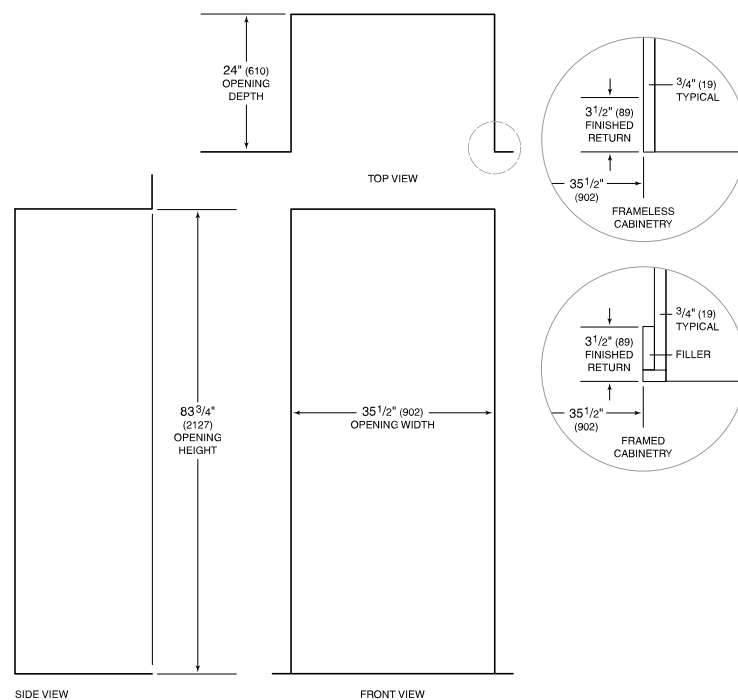 24" (610)
OPENING
DEPTH
TOP VIEW
3/4" (19)
TYPICAL
3 1/2" (89)
FINISHED
RETURN
35 1/2"
(902)
FRAMELESS
CABINETRY
3/4" (19)
TYPICAL
3 1/2" (89)
FINISHED
RETURN
FILLER
35 1/2"
(902)
FRAMED
CABINETRY
83 3/4"
(2127)
OPENING
HEIGHT
35 1/2" (902)
OPENING WIDTH
SIDE VIEW
FRONT VIEW